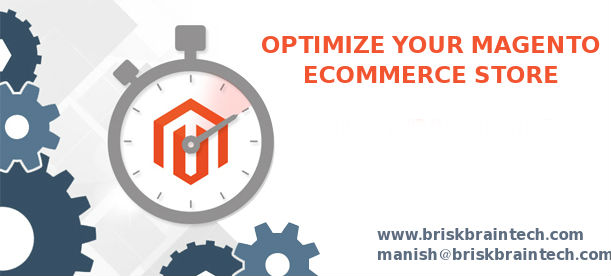 OPTIMIZE YOUR MAGENTO
ECOMMERCE STORE
www.briskbraintech.com
manish@briskbraintech.com